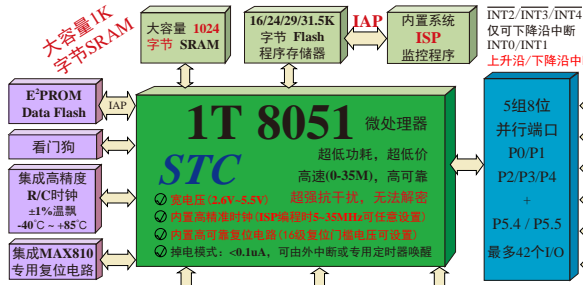 大容量1K
字节SRAM
大容量 1024
字节 SRAM
16/24/29/31.5K
字节 Flash
程序存储器
IAP
内置系统
ISP
监控程序
INT2/INT3/INT4
仅可下降沿中断
INT0/INT1
上升沿/下降沿中
E²PROM
Data Flash
IAP
看门狗
集成高精度
R/C时钟
±1%温飘
-40℃ ~ +85℃
集成MAX810
专用复位电路
1T 8051 微处理器
STC
超低功耗，超低价
高速(0-35M)，高可靠
超强抗干扰，无法解密
宽电压(2.6V~5.5V)
内置高精准时钟(ISP编程时5~35MHz可任意设置)
内置高可靠复位电路(16级复位门槛电压可设置)
掉电模式：<0.1uA，可由外中断或专用定时器唤醒
5组8位
并行端口
P0/P1
P2/P3/P4
+
P5.4 / P5.5
最多42个I/O